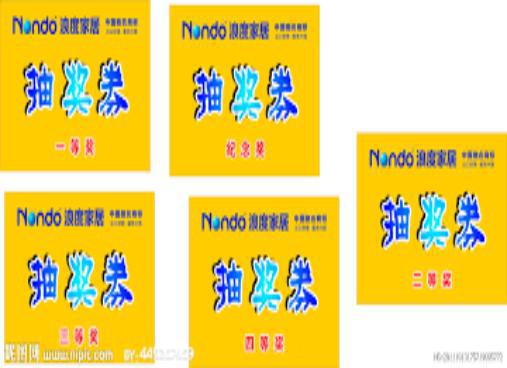 Nondo 浪度家居
抽奖券
一等奖
Nondo 浪度家居
抽奖券
纪念奖
Nondo 浪度家居
抽奖券
二等奖
Nondo 浪度家居
抽奖券
三等奖
Nondo 浪度家居
抽奖券
四等奖
昵图网 www.nipic.com